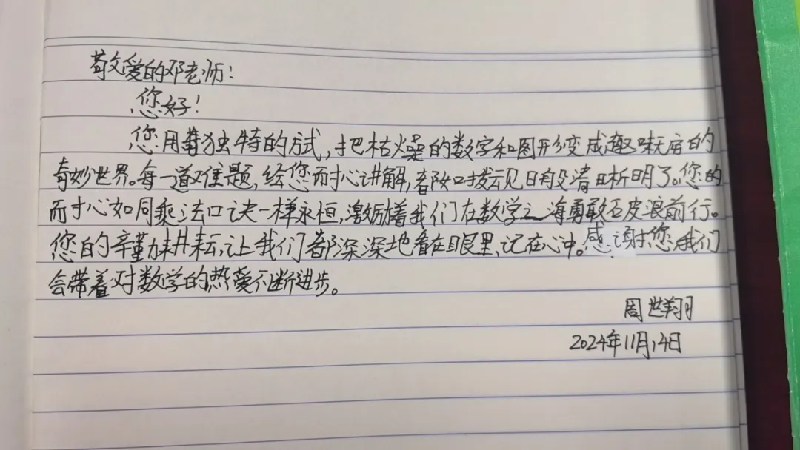 敬爱的邓老师：
您好！
您用着独特的方式，把枯燥的数字和图形变成趣味无穷的
奇妙世界。每一道难题，经您耐心讲解，都如拨云见日般清晰明了。您的
耐心如同乘法口诀一样永恒，激励着我们在数学之海勇敢丕皮浪前行。
您的辛勤耕耘，让我们都深深地看在眼里，记在心中。感谢您，我们
会带着对数学的热爱不断进步。
周世翔
2024年11月14日